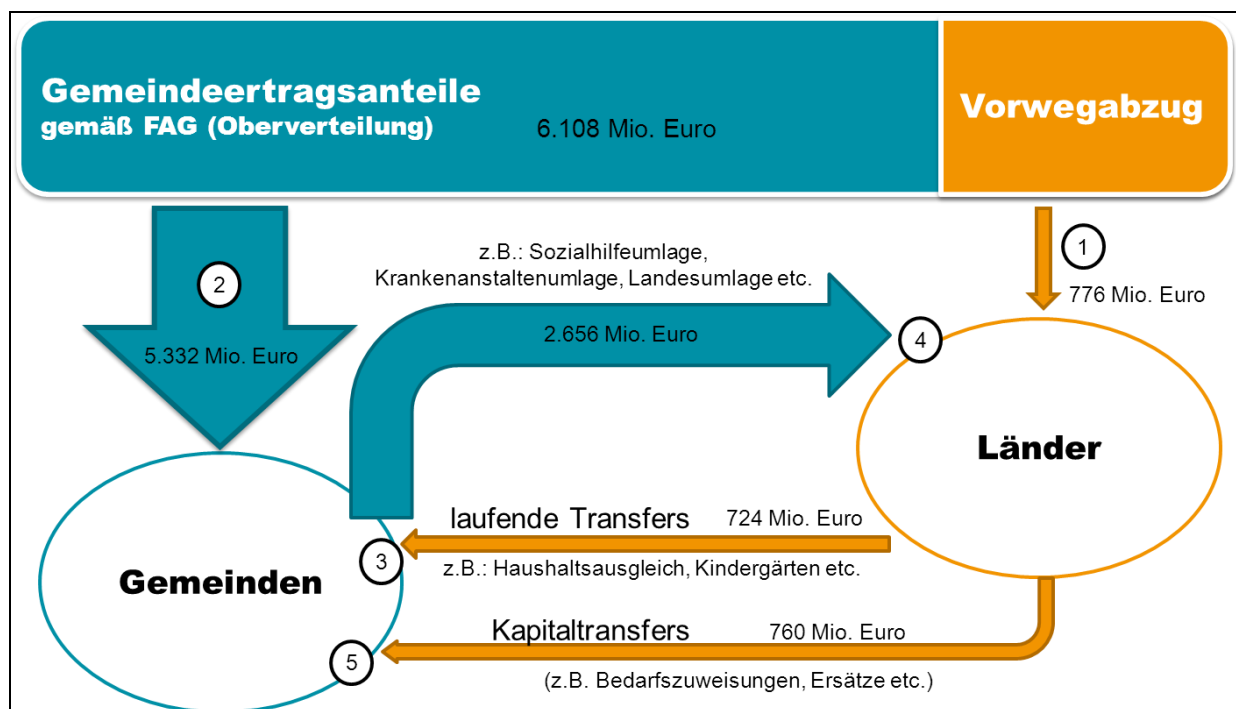 Gemeindeertragsanteile
gemäß FAG (Oberverteilung)
6.108 Mio. Euro
Vorwegabzug
1
776 Mio. Euro
2
5.332 Mio. Euro
z.B.: Sozialhilfeumlage,
Krankenanstaltenumlage, Landesumlage etc.
2.656 Mio. Euro
4
Länder
laufende Transfers 724 Mio. Euro
3
z.B.: Haushaltsausgleich, Kindergärten etc.
Gemeinden
Kapitaltransfers 760 Mio. Euro
5
(z.B. Bedarfszuweisungen, Ersätze etc.)